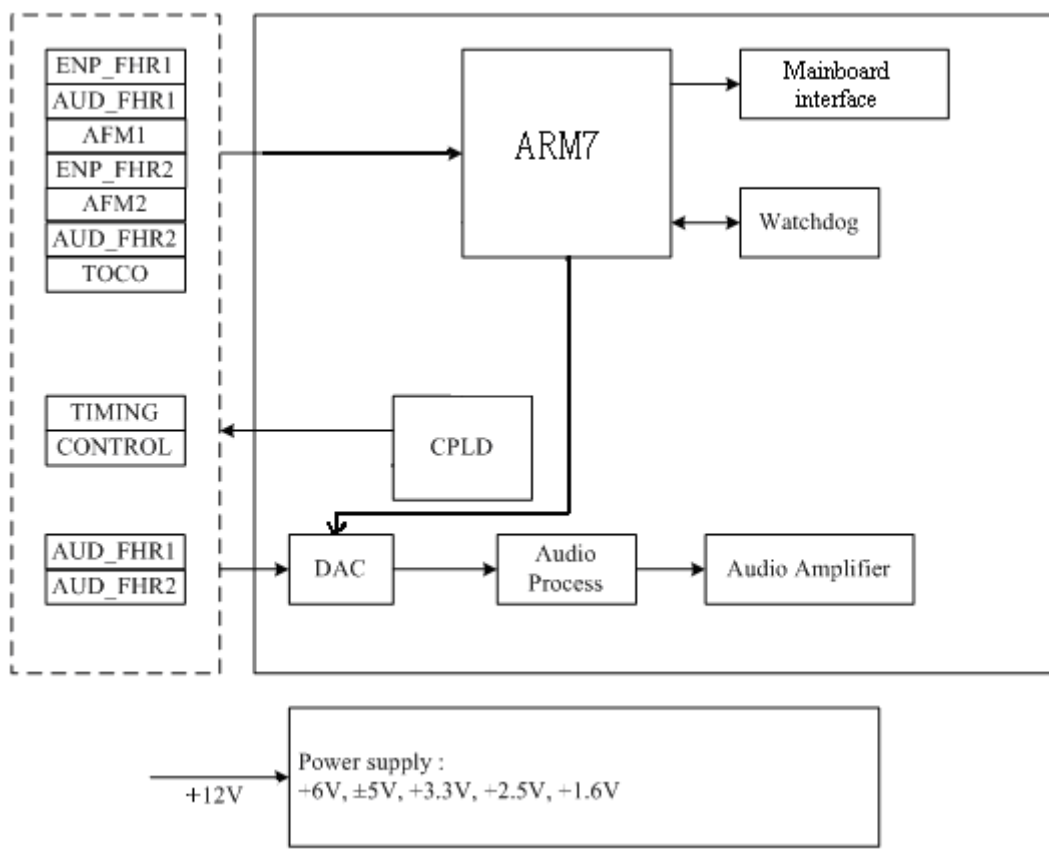 ENP_FHR1
AUD_FHR1
AFM1
ENP_FHR2
AFM2
AUD_FHR2
TOCO
ARM7
Mainboard
interface
Watchdog
TIMING
CONTROL
CPLD
AUD_FHR1
AUD_FHR2
DAC
Audio
Process
Audio Amplifier
+12V
Power supply :
+6V, ±5V, +3.3V, +2.5V, +1.6V